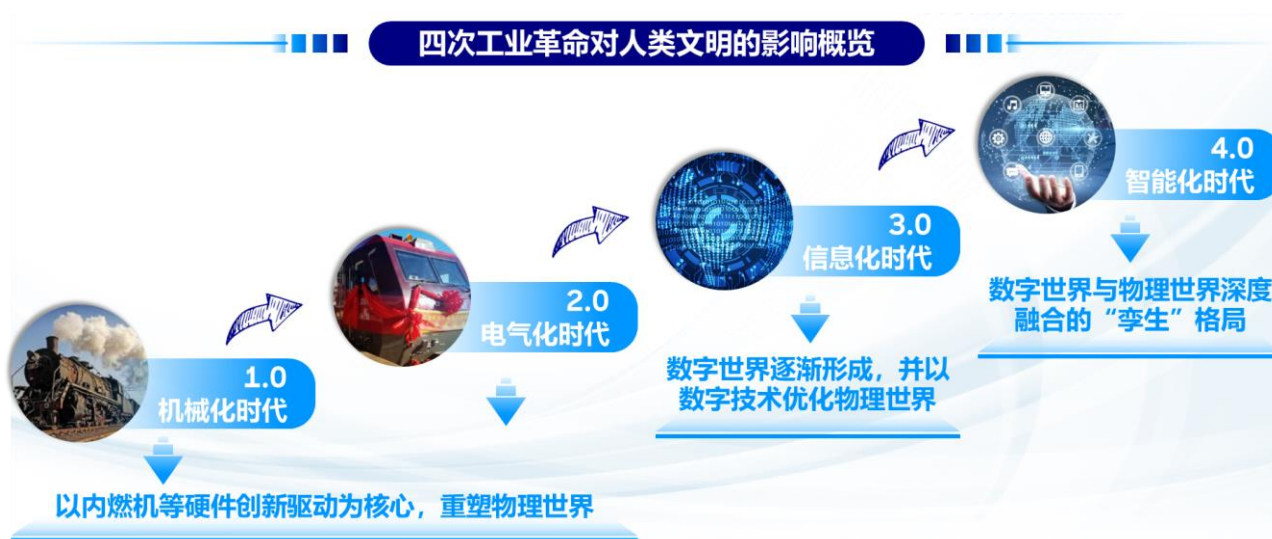 四次工业革命对人类文明的影响概览
1.0
机械化时代
2.0
电气化时代
以内燃机等硬件创新驱动为核心，重塑物理世界
3.0
信息化时代
数字世界逐渐形成，并以
数字技术优化物理世界
4.0
智能化时代
数字世界与物理世界深度
融合的“孪生”格局